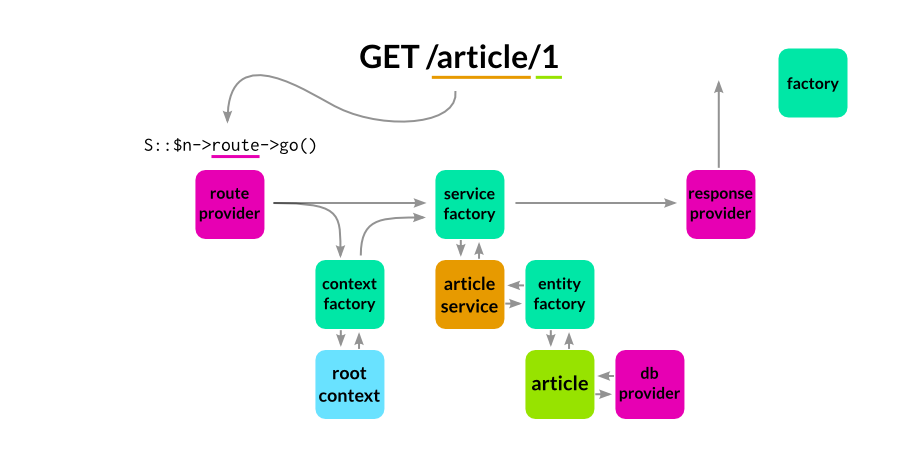 GET /article/1
factory
S::$n->route->go()
route
provider
service
factory
response
provider
context
factory
article
service
entity
factory
root
context
article
db
provider